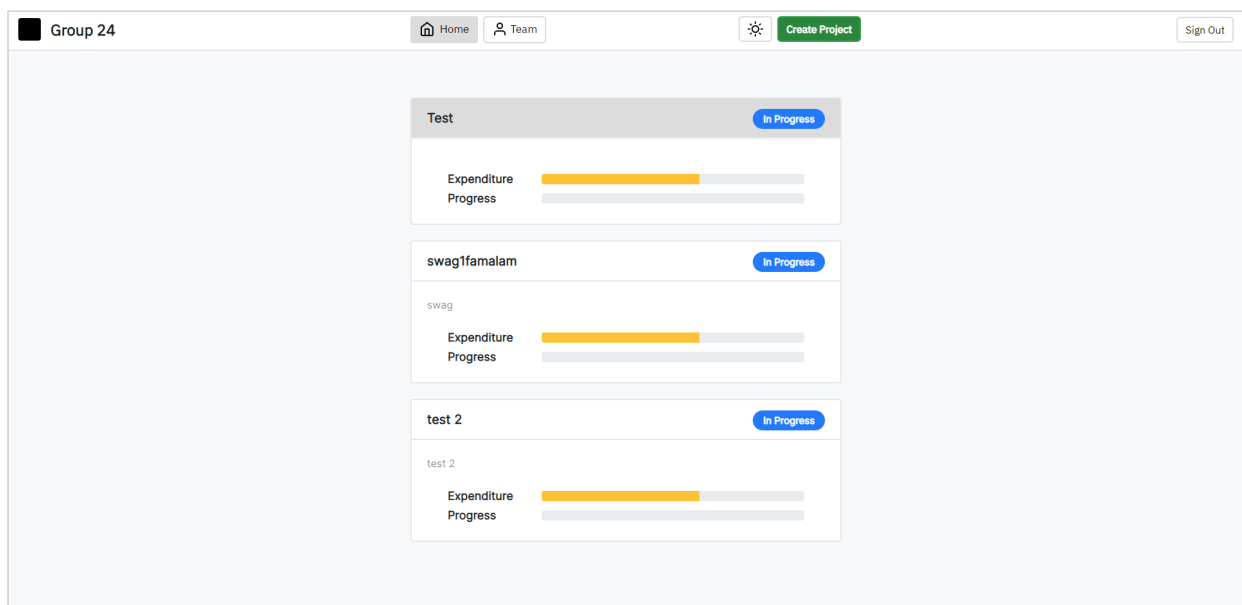 Group 24
Home
Team
Create Project
Sign Out
Test
In Progress
Expenditure
Progress
swag1famalam
In Progress
swag
Expenditure
Progress
test 2
In Progress
test 2
Expenditure
Progress